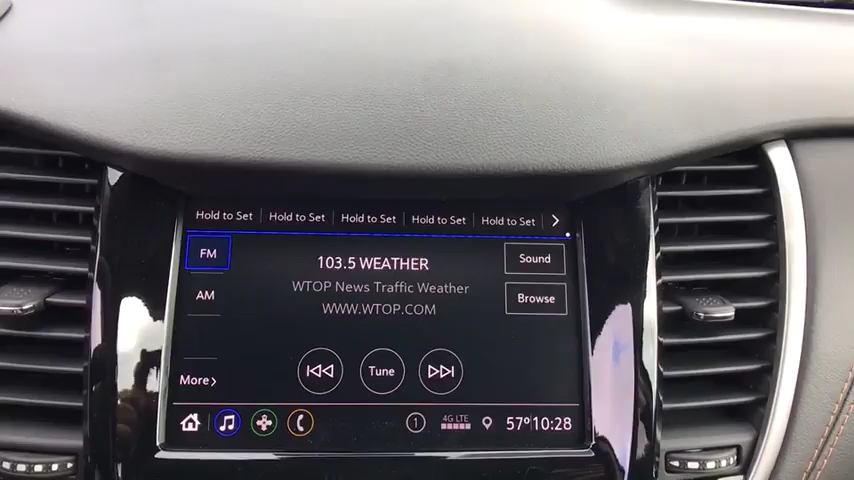 Hold to Set Hold to Set Hold to Set Hold to Set Hold to Set
FM
103.5 WEATHER
Sound
WTOP News Traffic Weather
AM
WWW.WTOP.COM
Browse
Tune
More
1 4G LTE 57° 10:28